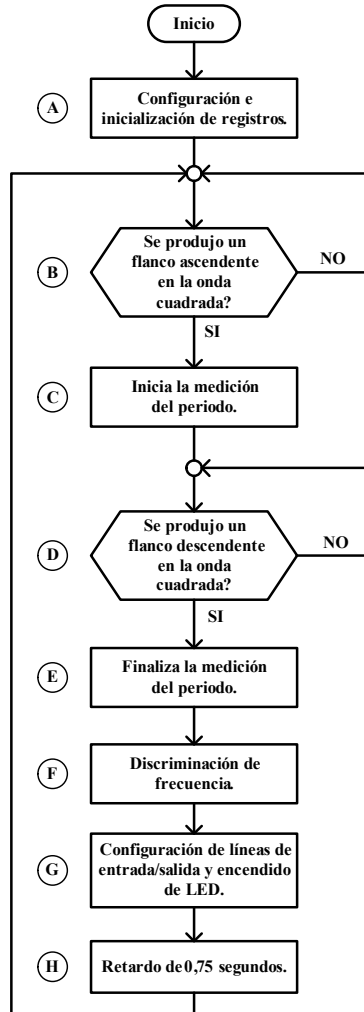 Inicio
A
Configuración e
inicialización de registros.
B
Se produjo un
flanco ascendente
en la onda
cuadrada?
NO
SI
C
Inicia la medición
del periodo.
D
Se produjo un
flanco descendente
en la onda
cuadrada?
NO
SI
E
Finaliza la medición
del periodo.
F
Discriminación de
frecuencia.
G
Configuración de líneas de
entrada/salida y encendido
de LED.
H
Retardo de 0,75 segundos.